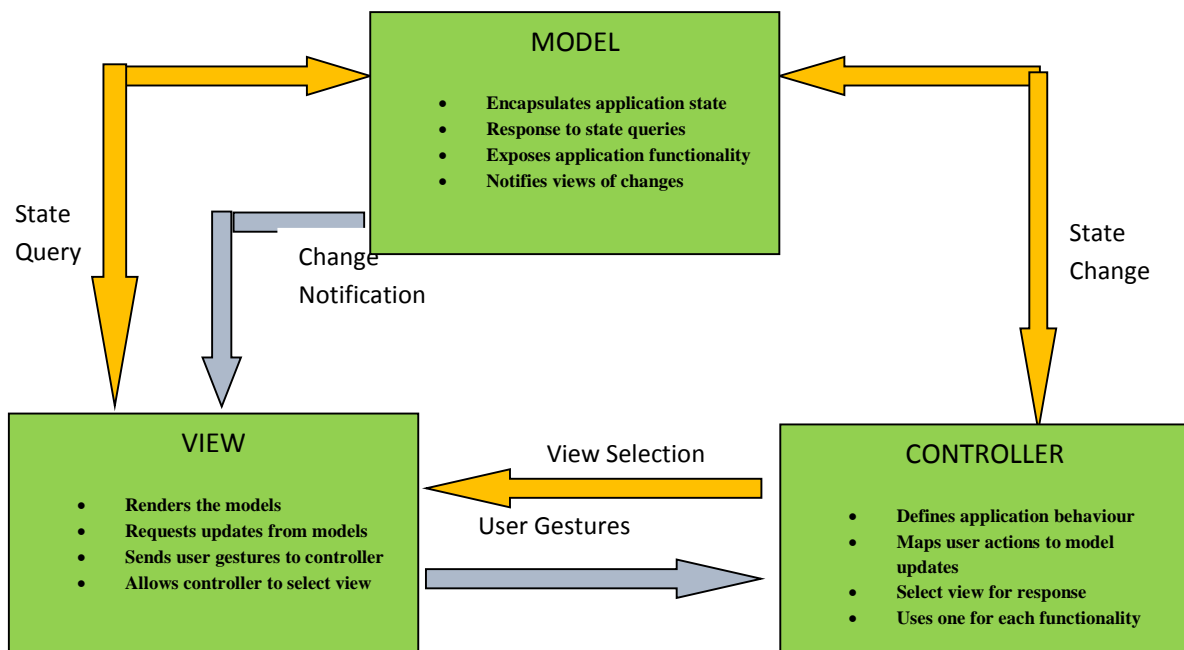 MODEL
• Encapsulates application state
• Response to state queries
• Exposes application functionality
• Notifies views of changes
State
Query
Change
Notification
State
Change
VIEW
• Renders the models
• Requests updates from models
• Sends user gestures to controller
• Allows controller to select view
View Selection
User Gestures
CONTROLLER
• Defines application behaviour
• Maps user actions to model
updates
• Select view for response
• Uses one for each functionality